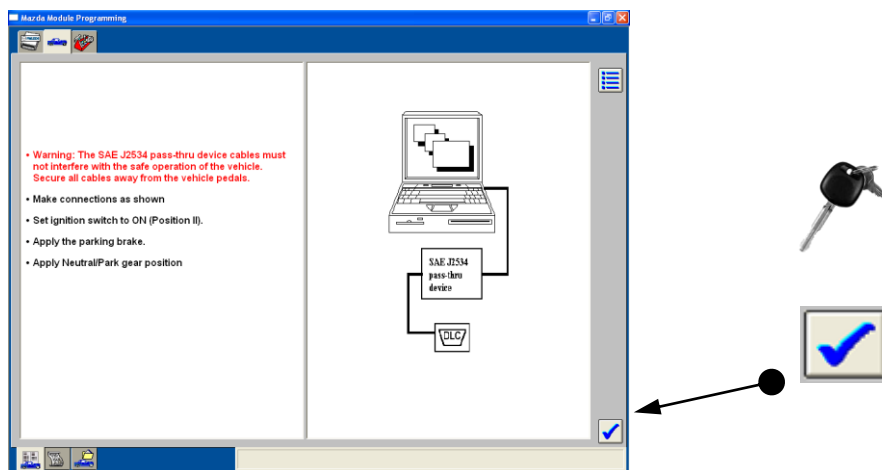 Mazda Module Programming
• Warning: The SAE J2534 pass-thru device cables must
not interfere with the safe operation of the vehicle.
Secure all cables away from the vehicle pedals.
• Make connections as shown
• Set ignition switch to ON (Position II).
• Apply the parking brake.
• Apply Neutral/Park gear position
SAE J2534
pass-thru
device
DLC